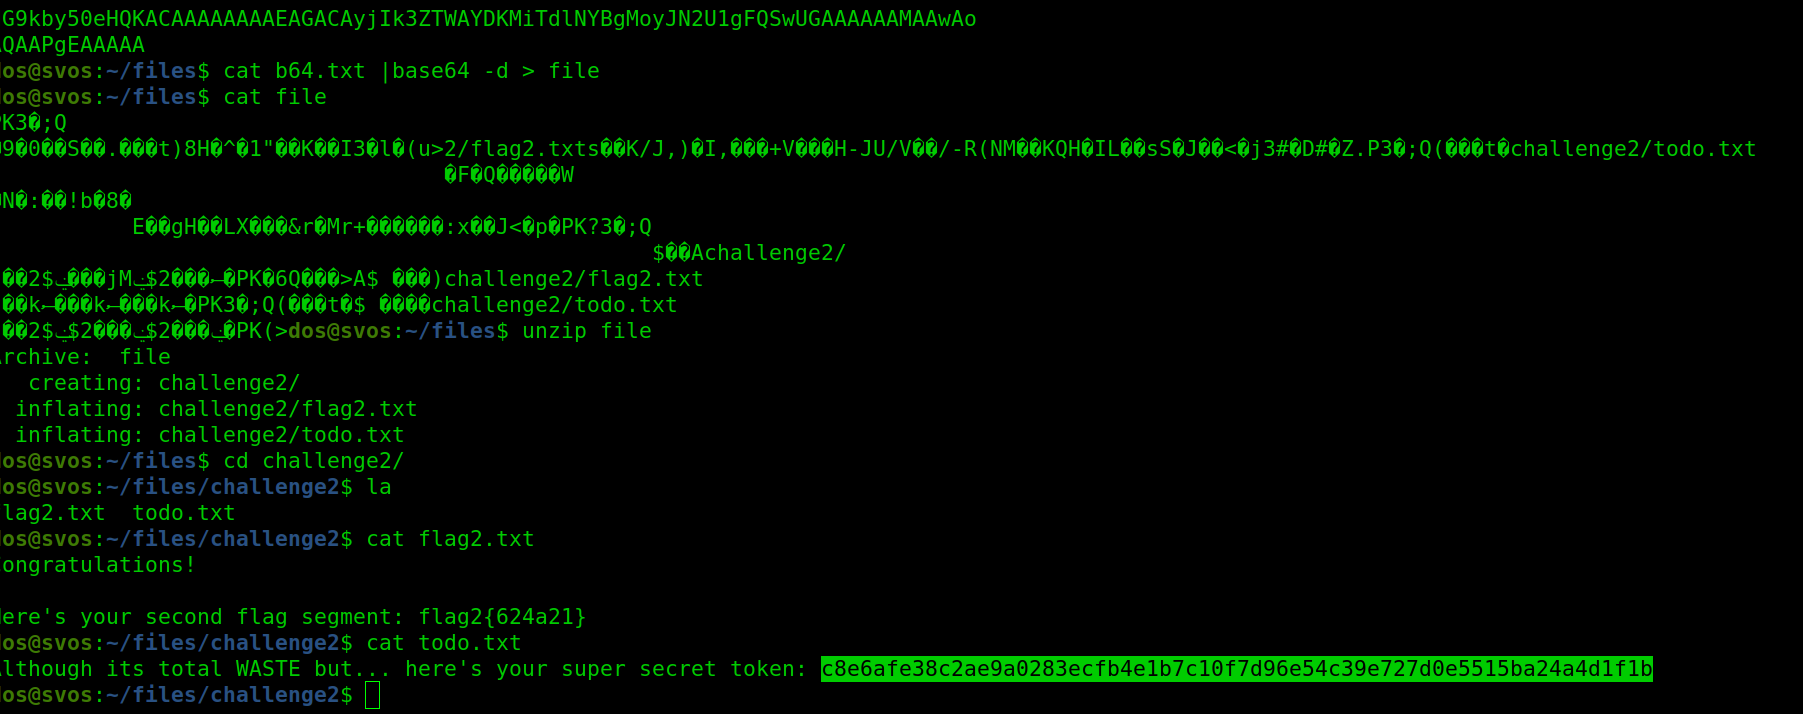 G9kby50eHQKACAAAAAAAAEAGACAyjIk3ZTWAYDKMiTdlNYBgMoyJN2U1gFQSwUGAAAAAAMAAwAo
QAAPgEAAAAA
os@svos:~/files$ cat b64.txt |base64 -d > file
os@svos:~/files$ cat file
K3�;Q
9�0��S��.���t)8H�^�1"��K��I3�l�(u>2/flag2.txts��K/J,)�I,���+V���H-JU/V��/-R(NM��KQH�IL��sS�J��<�j3#�D#�Z.P3�;Q(���t�challenge2/todo.txt
�F�Q�����W
N�:��!b�8�
E��gH��LX���&r�Mr+������:x��J<�p�PK?3�;Q
$��Achallenge2/
��2$���jM$2���PK�6Q���>A$ ���)challenge2/flag2.txt
��k���k���k�PK3�;Q(���t�$ ����challenge2/todo.txt
��2$$2���$2����PK(>dos@svos:~/files$ unzip file
rchive:  file
creating: challenge2/
inflating: challenge2/flag2.txt
inflating: challenge2/todo.txt
os@svos:~/files$ cd challenge2/
os@svos:~/files/challenge2$ la
lag2.txt  todo.txt
os@svos:~/files/challenge2$ cat flag2.txt
ongratulations!
ere's your second flag segment: flag2{624a21}
os@svos:~/files/challenge2$ cat todo.txt
lthough its total WASTE but... here's your super secret token: c8e6afe38c2ae9a0283ecfb4e1b7c10f7d96e54c39e727d0e5515ba24a4d1f1b
os@svos:~/files/challenge2$